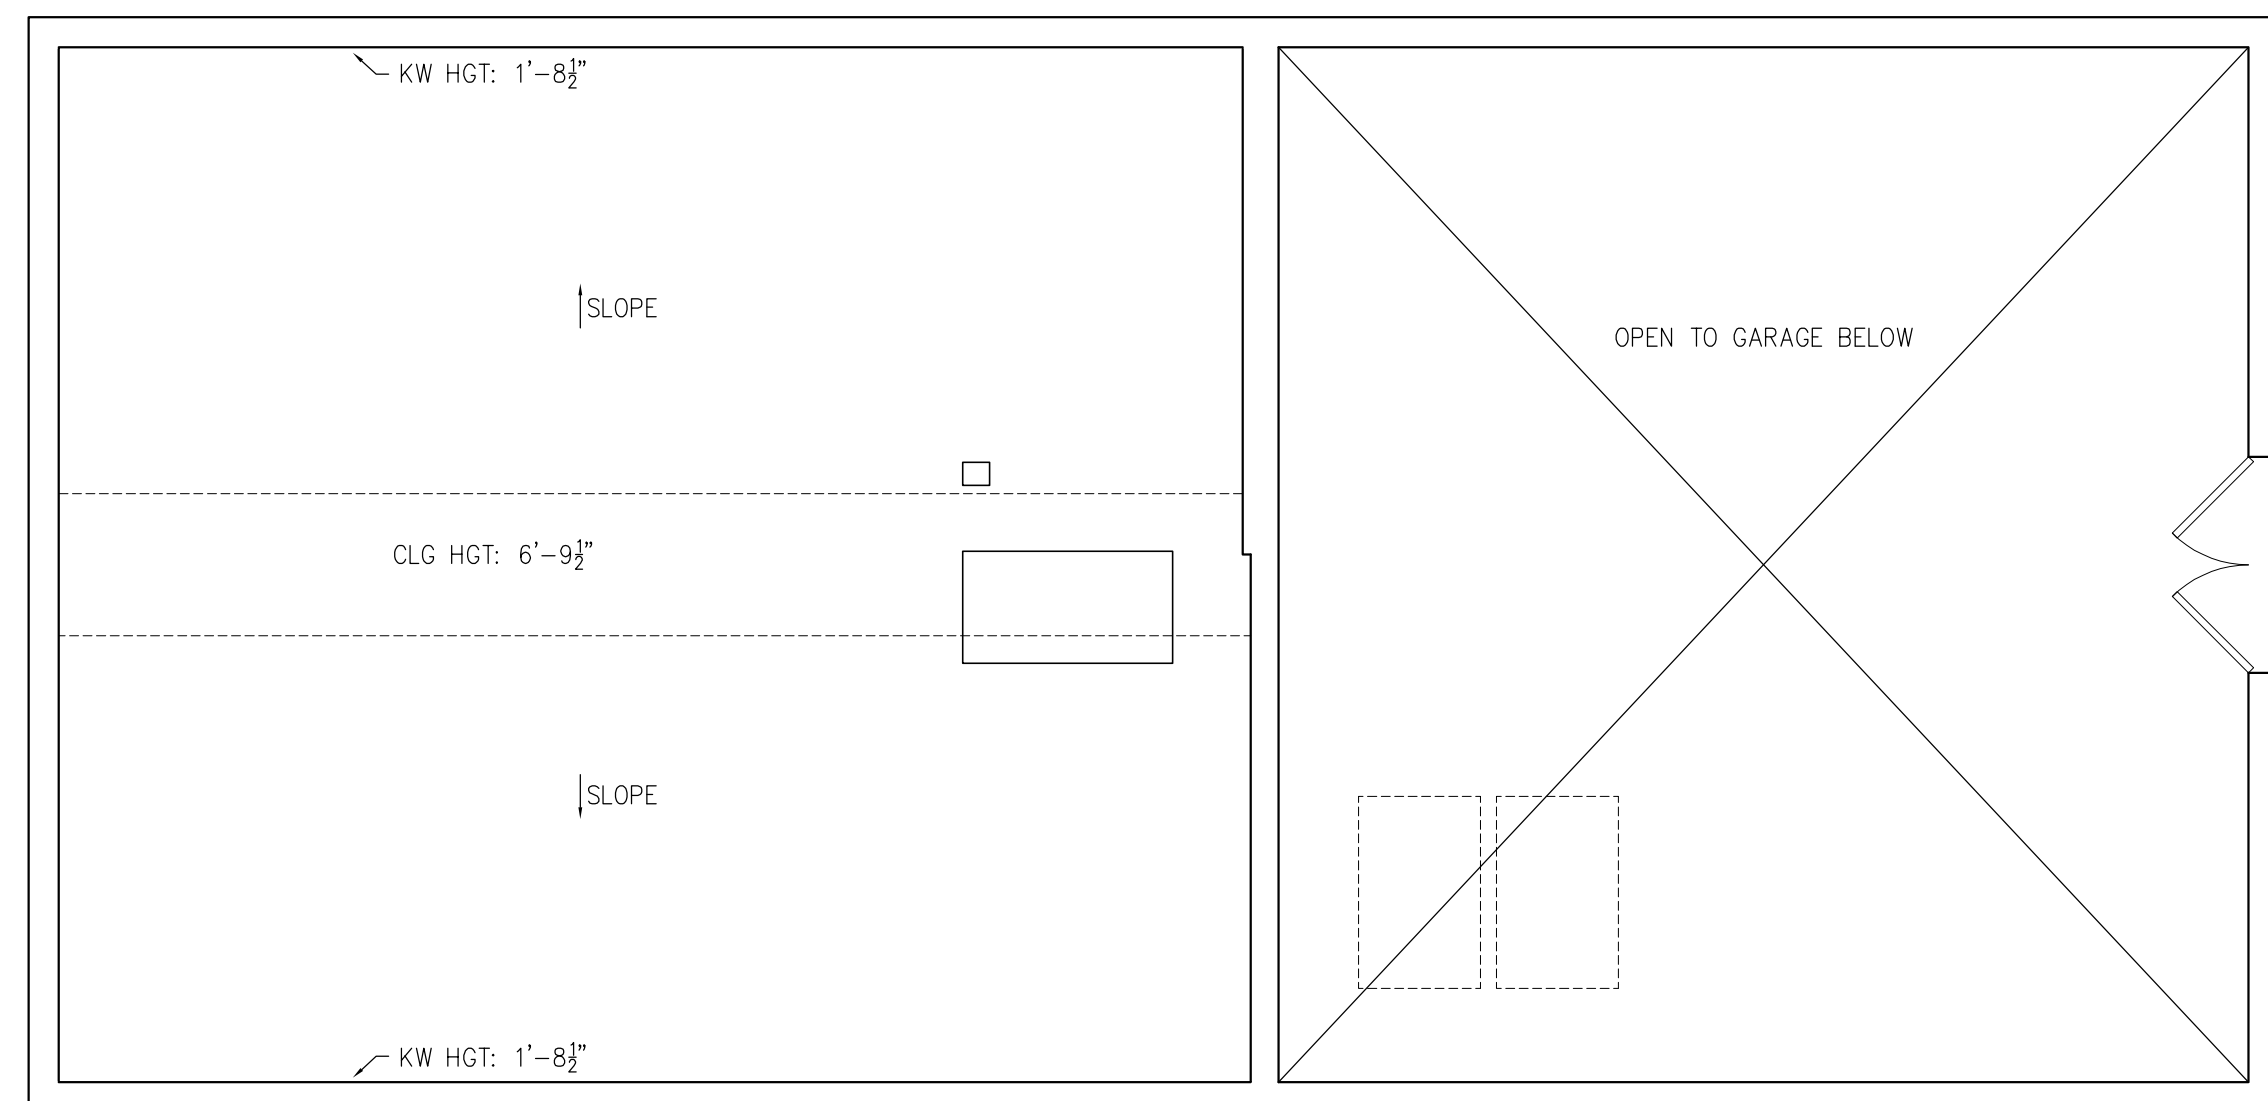 KW HGT: 1'-8½"
SLOPE
OPEN TO GARAGE BELOW
CLG HGT: 6'-9½"
SLOPE
KW HGT: 1'-8½"